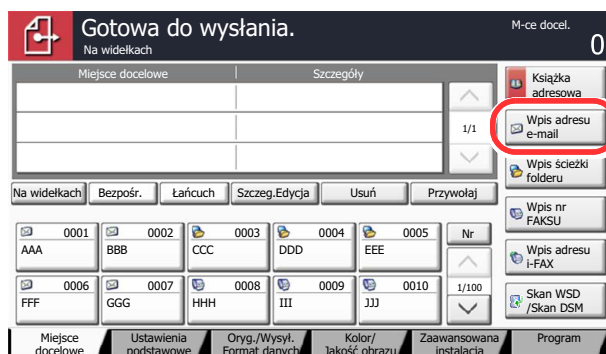 Gotowa do wysłania.
Na widełkach
M-ce docel.
0
Miejsce docelowe
Szczegóły
1/1
Książka
adresowa
Wpis adresu
e-mail
Wpis ścieżki
folderu
Wpis nr
FAKSU
Wpis adresu
i-FAX
Skan WSD
/Skan DSM
Na widełkach
Bezpośr.
Łańcuch
Szczeg.Edycja
Usuń
Przywołaj
0001
AAA
0002
BBB
0003
CCC
0004
DDD
0005
EEE
Nr
0006
FFF
0007
GGG
0008
HHH
0009
III
0010
JJJ
1/100
Miejsce
docelowe
Ustawienia
podstawowe
Oryg./Wysył.
Format danych
Kolor/
Jakość obrazu
Zaawansowana
instalacja
Program